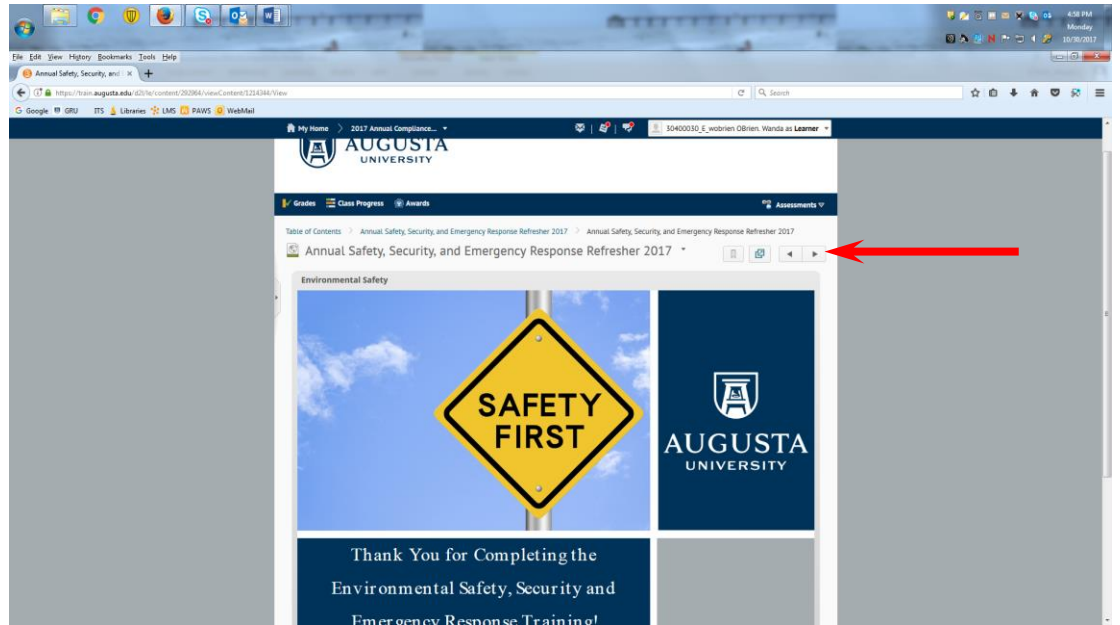 4:58 PM
Monday
10/30/2017
File Edit View History Bookmarks Tools Help
Annual Safety, Security, and
https://train.augusta.edu/d2l/le/content/292964/viewContent/1214344/View
Search
Google GRU ITS Libraries LMS PAWS WebMail
My Home 2017 Annual Compliance...
30400030_E_wobrien OBrien. Wanda as Learner
AUGUSTA
UNIVERSITY
Grades Class Progress Awards Assessments
Table of Contents > Annual Safety, Security, and Emergency Response Refresher 2017 > Annual Safety, Security, and Emergency Response Refresher 2017
Annual Safety, Security, and Emergency Response Refresher 2017
Environmental Safety
SAFETY
FIRST
AUGUSTA
UNIVERSITY
Thank You for Completing the
Environmental Safety, Security and
Emergency Response Training!